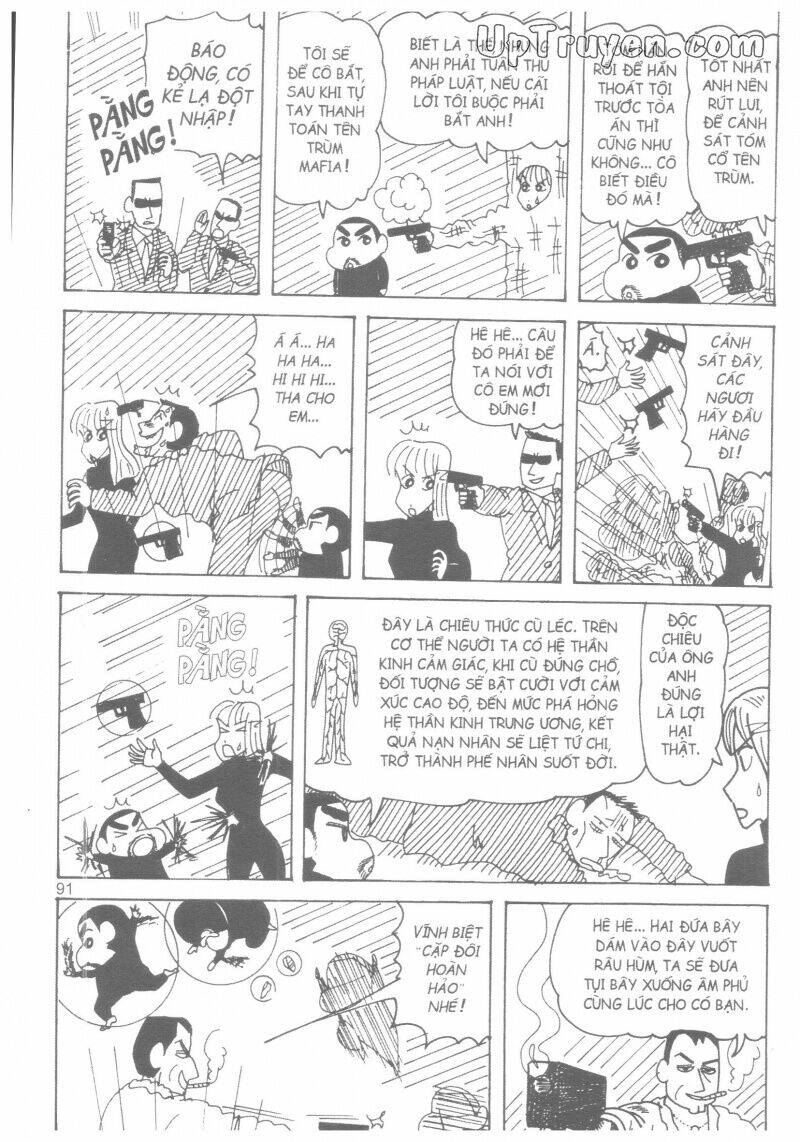 UpTruyen.com
TỐT NHẤT
ANH NÊN
RÚT LUI,
ĐỂ CẢNH
SÁT TÓM
CỔ TÊN
TRÙM.
TÓM HẮN
RỒI ĐỂ HẮN
THOÁT TỘI
TRƯỚC TÒA
ÁN THÌ
CŨNG NHƯ
KHÔNG... CÔ
BIẾT ĐIỀU
ĐÓ MÀ!
BIẾT LÀ THẾ NHƯNG
ANH PHẢI TUÂN THỦ
PHÁP LUẬT, NẾU CÃI
LỜI TÔI BUỘC PHẢI
BẮT ANH!
TÔI SẼ
ĐỂ CÔ BẮT,
SAU KHI TỰ
TAY THANH
TOÁN TÊN
TRÙM
MAFIA!
BÁO
ĐỘNG, CÓ
KẺ LẠ ĐỘT
NHẬP!
PẰNG
PẰNG!
CẢNH
SÁT ĐÂY,
CÁC
NGƯƠI
HÃY ĐẦU
HÀNG
ĐI!
Á.
HÊ HÊ... CÂU
ĐÓ PHẢI ĐỂ
TA NÓI VỚI
CÔ EM MỚI
ĐÚNG!
Á Á... HA
HA HA...
HI HI HI...
THA CHO
EM...
ĐỘC
CHIÊU
CỦA ÔNG
ANH
ĐÚNG
LÀ LỢI
HẠI
THẬT.
ĐÂY LÀ CHIÊU THỨC CÙ LÉC. TRÊN
CƠ THỂ NGƯỜI TA CÓ HỆ THẦN
KINH CẢM GIÁC, KHI CÙ ĐÚNG CHỖ,
ĐỐI TƯỢNG SẼ BẬT CƯỜI VỚI CẢM
XÚC CAO ĐỘ, ĐẾN MỨC PHÁ HỎNG
HỆ THẦN KINH TRUNG ƯƠNG, KẾT
QUẢ NẠN NHÂN SẼ LIỆT TỨ CHI,
TRỞ THÀNH PHẾ NHÂN SUỐT ĐỜI.
PẰNG
PẰNG!
HÊ HÊ... HAI ĐỨA BÂY
DÁM VÀO ĐÂY VUỐT
RÂU HÙM, TA SẼ ĐƯA
TỤI BÂY XUỐNG ÂM PHỦ
CÙNG LÚC CHO CÓ BẠN.
VĨNH BIỆT
"CẶP ĐÔI
HOÀN
HẢO"
NHÉ!
91